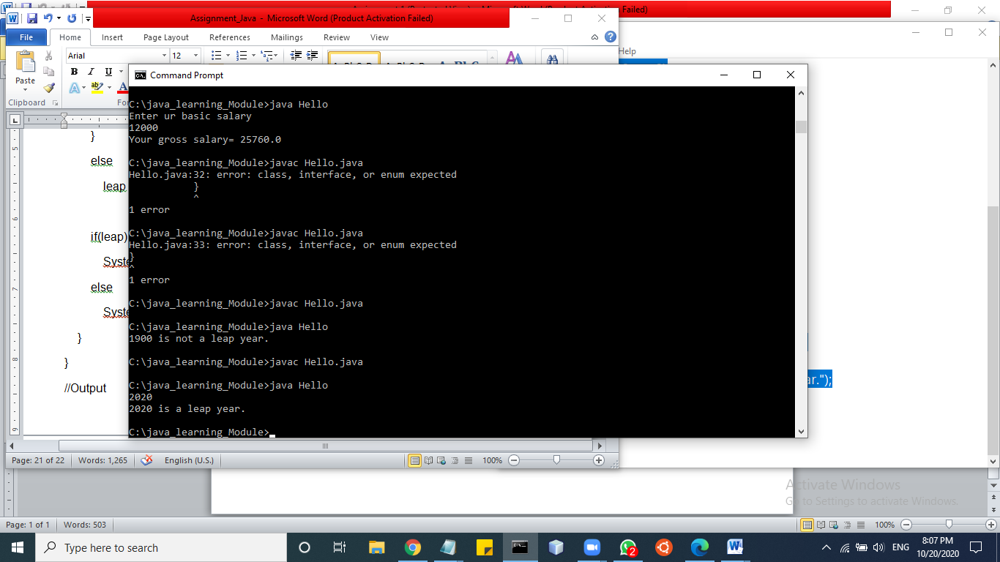 Assignment_Java - Microsoft Word (Product Activation Failed)
File Home Insert Page Layout References Mailings Review View
Help
Paste
Arial 12
B I U
Clipboard
Command Prompt
C:\java_learning_Module>java Hello
Enter ur basic salary
12000
Your gross salary= 25760.0
C:\java_learning_Module>javac Hello.java
Hello.java:32: error: class, interface, or enum expected
}
^
1 error
C:\java_learning_Module>javac Hello.java
Hello.java:33: error: class, interface, or enum expected
}
^
1 error
C:\java_learning_Module>javac Hello.java
C:\java_learning_Module>java Hello
1900 is not a leap year.
C:\java_learning_Module>javac Hello.java
C:\java_learning_Module>java Hello
2020
2020 is a leap year.
C:\java_learning_Module>
}
else
leap
if(leap)
Syste
else
Syste
}
}
//Output
ar.");
Page: 21 of 22 Words: 1,265 English (U.S.) 100%
Activate Windows
Go to Settings to activate Windows.
Page: 1 of 1 Words: 503 100%
Type here to search
2
ENG
8:07 PM
10/20/2020